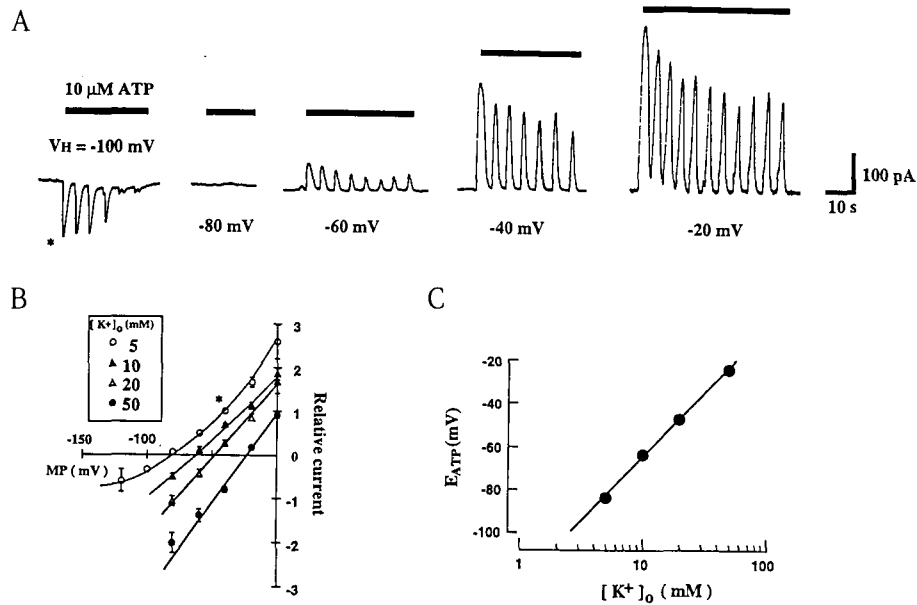 A
10 μM ATP
VH = -100 mV
*
-80 mV
-60 mV
-40 mV
-20 mV
100 pA
10 s
B
[ K+]o (mM)
5
10
20
50
*
-150
-100
MP ( mV )
3
2
1
0
-1
-2
-3
Relative current
C
-20
-40
-60
-80
-100
EATP (mV)
1
10
100
[ K+ ]o ( mM )